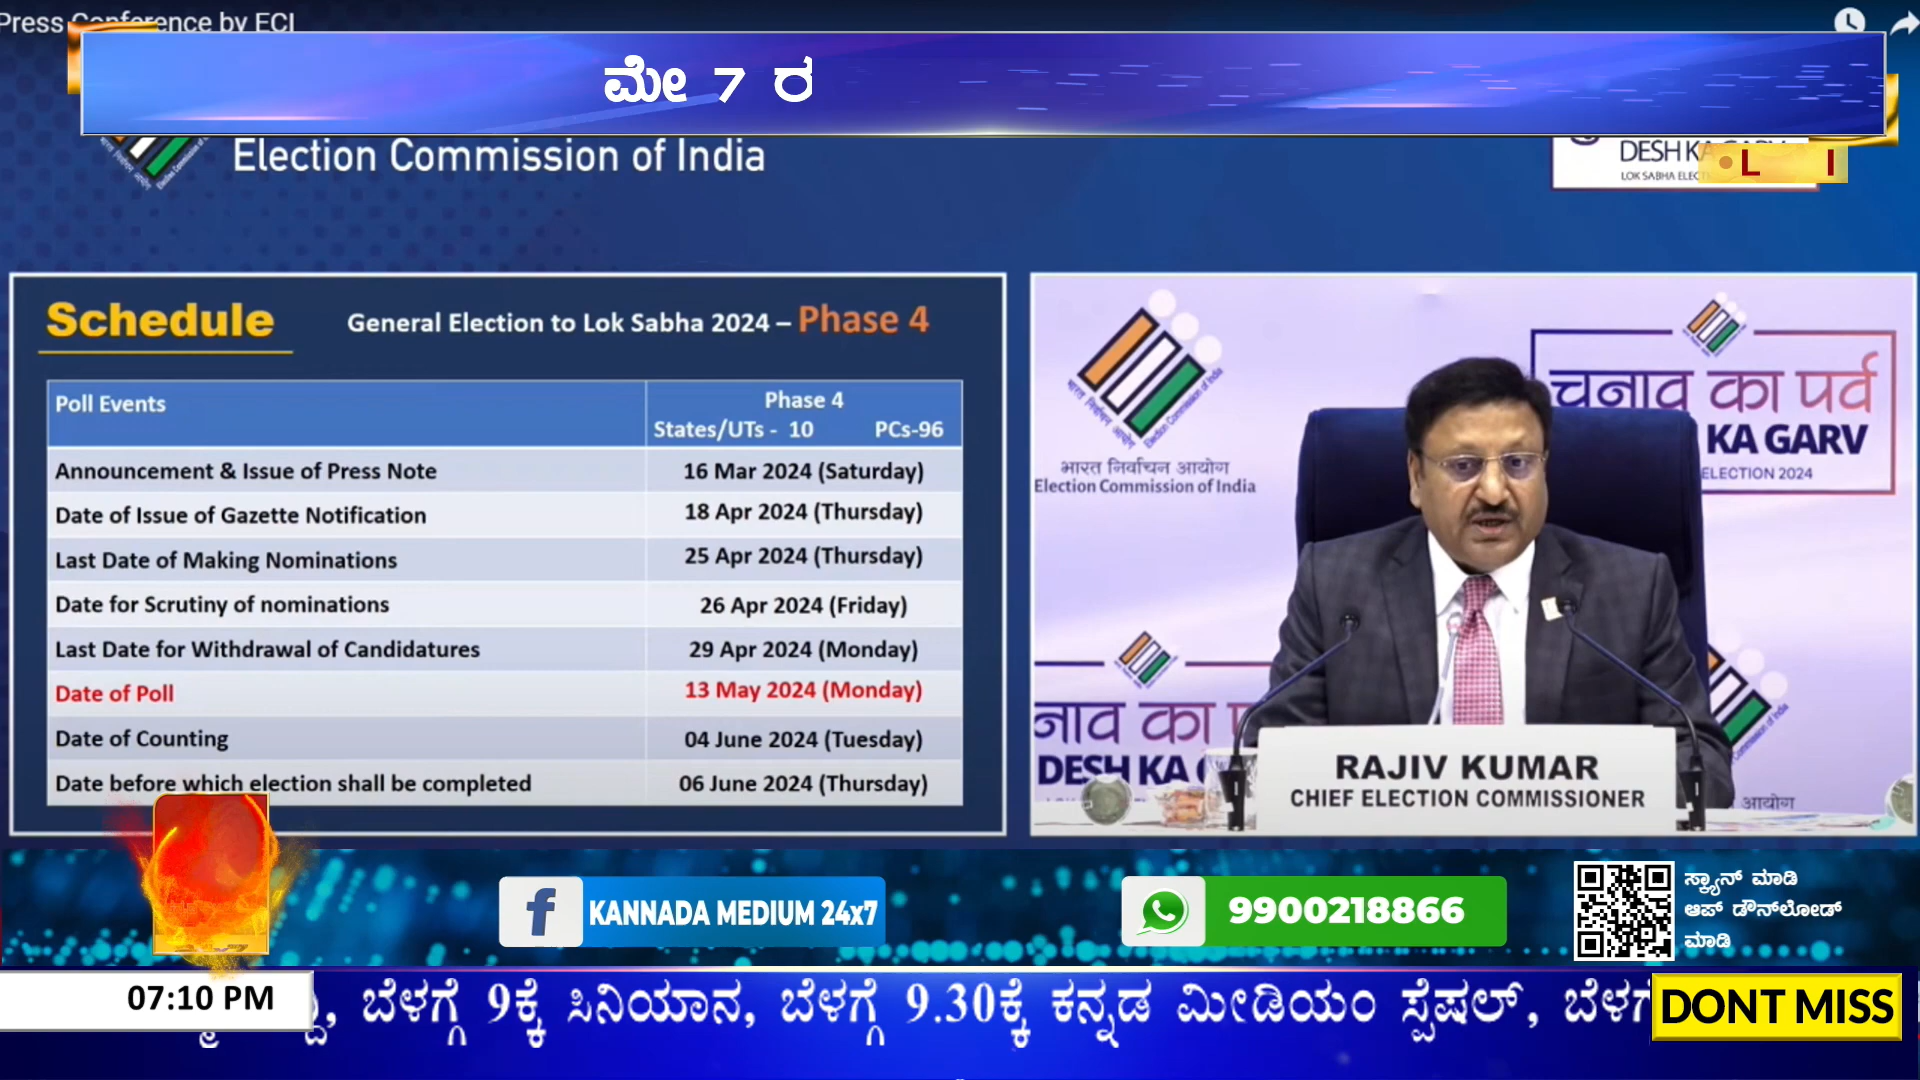 Press Conference by ECI
ಮೇ 7 ರ
Election Commission of India
DESH KA GARV
LOK SABHA ELEC
L I
Schedule
General Election to Lok Sabha 2024 – Phase 4
Poll Events
Phase 4
States/UTs - 10 PCs-96
Announcement & Issue of Press Note 16 Mar 2024 (Saturday)
Date of Issue of Gazette Notification 18 Apr 2024 (Thursday)
Last Date of Making Nominations 25 Apr 2024 (Thursday)
Date for Scrutiny of nominations 26 Apr 2024 (Friday)
Last Date for Withdrawal of Candidatures 29 Apr 2024 (Monday)
Date of Poll 13 May 2024 (Monday)
Date of Counting 04 June 2024 (Tuesday)
Date before which election shall be completed 06 June 2024 (Thursday)
भारत निर्वाचन आयोग
Election Commission of India
चुनाव का पर्व
KA GARV
ELECTION 2024
नाव का प
DESH KA
आयोग
RAJIV KUMAR
CHIEF ELECTION COMMISSIONER
KANNADA MEDIUM 24x7
9900218866
ಸ್ಕ್ಯಾನ್ ಮಾಡಿ
ಆಪ್ ಡೌನ್‌ಲೋಡ್
ಮಾಡಿ
07:10 PM
ಬೆಳಗ್ಗೆ 9ಕ್ಕೆ ಸಿನಿಯಾನ, ಬೆಳಗ್ಗೆ 9.30ಕ್ಕೆ ಕನ್ನಡ ಮೀಡಿಯಂ ಸ್ಪೆಷಲ್, ಬೆಳಗ
DONT MISS